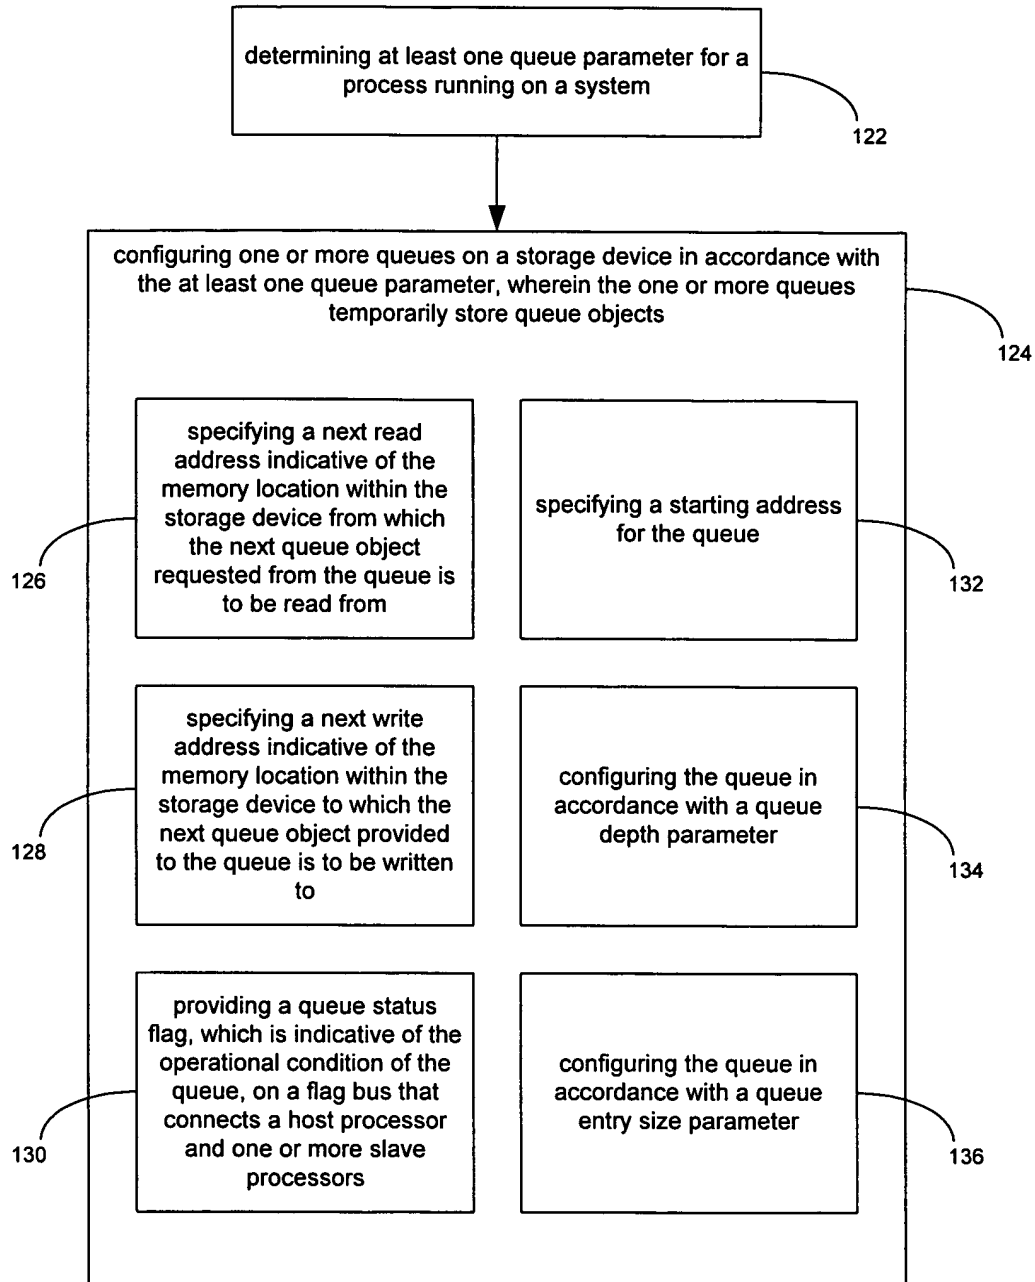 determining at least one queue parameter for a
process running on a system
122
configuring one or more queues on a storage device in accordance with
the at least one queue parameter, wherein the one or more queues
temporarily store queue objects
124
specifying a next read
address indicative of the
memory location within the
storage device from which
the next queue object
requested from the queue is
to be read from
126
specifying a starting address
for the queue
132
specifying a next write
address indicative of the
memory location within the
storage device to which the
next queue object provided
to the queue is to be written
to
128
configuring the queue in
accordance with a queue
depth parameter
134
providing a queue status
flag, which is indicative of the
operational condition of the
queue, on a flag bus that
connects a host processor
and one or more slave
processors
130
configuring the queue in
accordance with a queue
entry size parameter
136